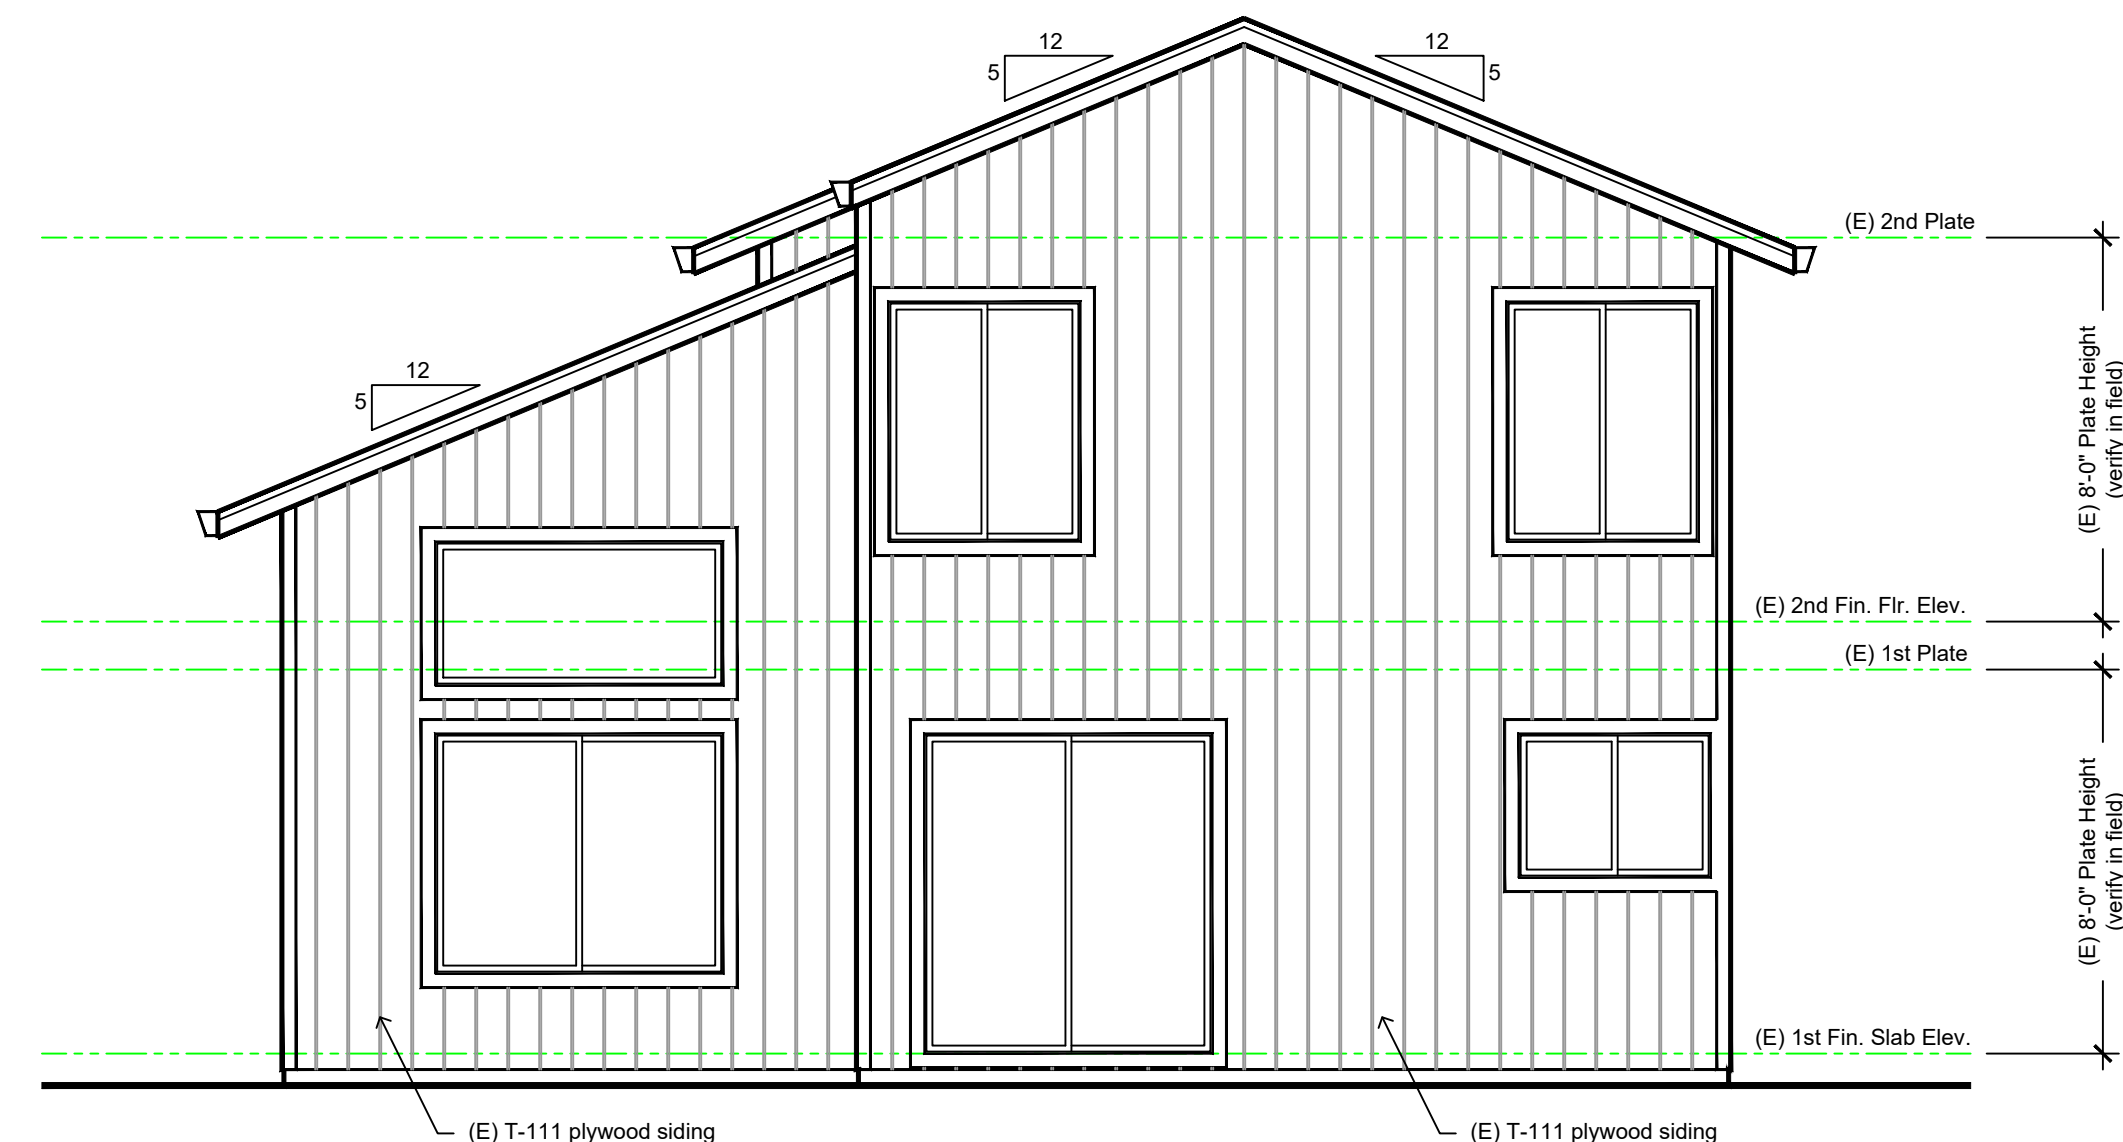 12
12
5
5
(E) 2nd Plate
12
5
(E) 8'-0" Plate Height
(verify in field)
(E) 2nd Fin. Flr. Elev.
(E) 1st Plate
(E) 8'-0" Plate Height
(verify in field)
(E) 1st Fin. Slab Elev.
(E) T-111 plywood siding
(E) T-111 plywood siding